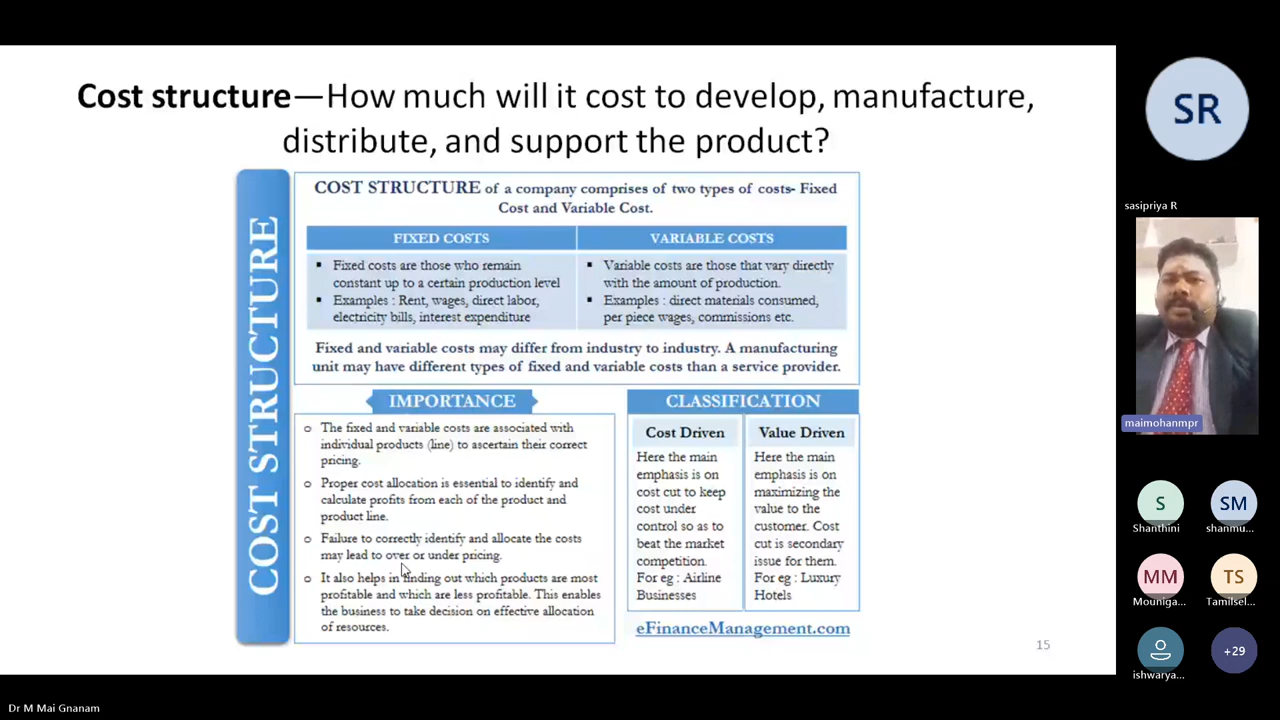 Cost structure—How much will it cost to develop, manufacture,
distribute, and support the product?
COST STRUCTURE
COST STRUCTURE of a company comprises of two types of costs- Fixed
Cost and Variable Cost.
FIXED COSTS
▪ Fixed costs are those who remain
constant up to a certain production level
▪ Examples : Rent, wages, direct labor,
electricity bills, interest expenditure
VARIABLE COSTS
▪ Variable costs are those that vary directly
with the amount of production.
▪ Examples : direct materials consumed,
per piece wages, commissions etc.
Fixed and variable costs may differ from industry to industry. A manufacturing
unit may have different types of fixed and variable costs than a service provider.
IMPORTANCE
o The fixed and variable costs are associated with
individual products (line) to ascertain their correct
pricing.
o Proper cost allocation is essential to identify and
calculate profits from each of the product and
product line.
o Failure to correctly identify and allocate the costs
may lead to over or under pricing.
o It also helps in finding out which products are most
profitable and which are less profitable. This enables
the business to take decision on effective allocation
of resources.
CLASSIFICATION
Cost Driven
Here the main
emphasis is on
cost cut to keep
cost under
control so as to
beat the market
competition.
For eg : Airline
Businesses
Value Driven
Here the main
emphasis is on
maximizing the
value to the
customer. Cost
cut is secondary
issue for them.
For eg : Luxury
Hotels
eFinanceManagement.com
15
SR
sasipriya R
maimohanmpr
S
Shanthini
SM
shanmu...
MM
Mouniga...
TS
Tamilsel...
ishwarya...
+29
Dr M Mai Gnanam